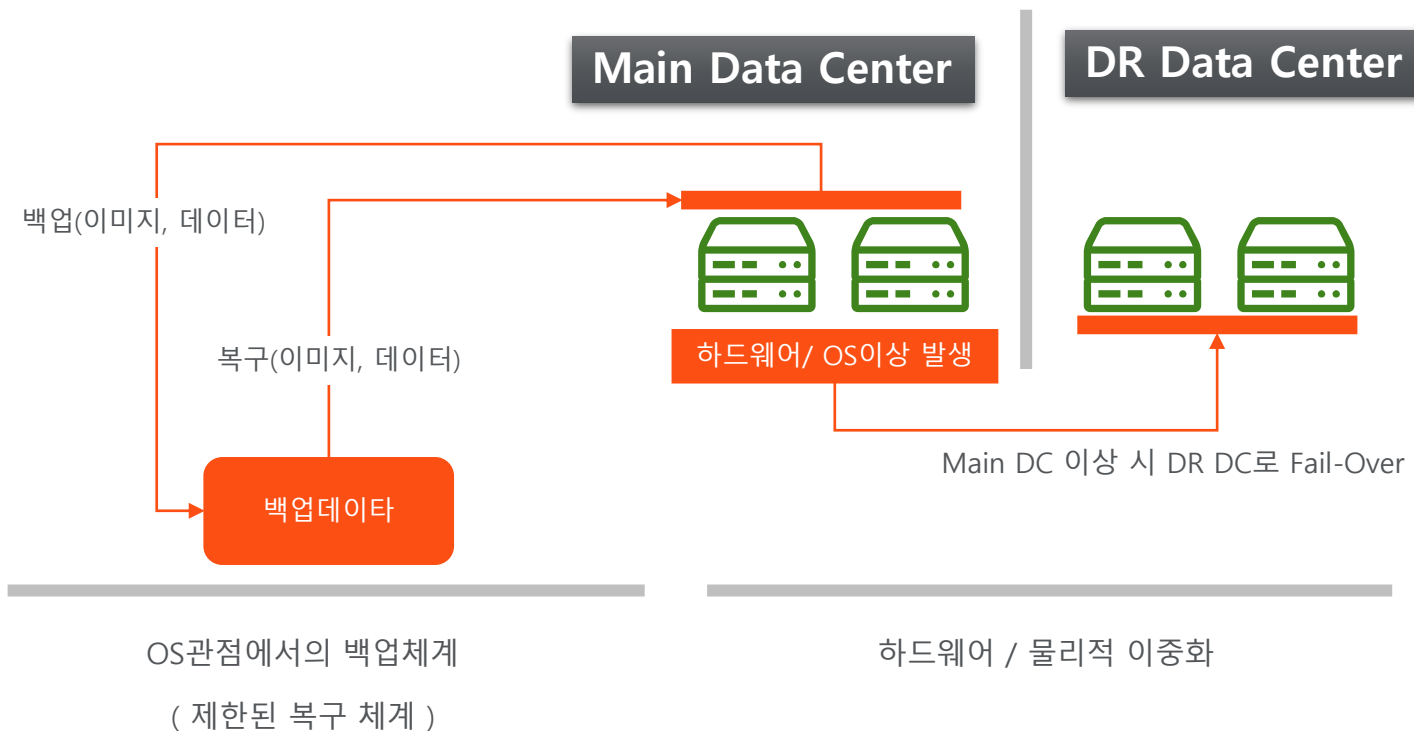 Main Data Center
DR Data Center
백업(이미지, 데이터)
복구(이미지, 데이터)
하드웨어/ OS이상 발생
Main DC 이상 시 DR DC로 Fail-Over
백업데이타
OS관점에서의 백업체계
( 제한된 복구 체계 )
하드웨어 / 물리적 이중화